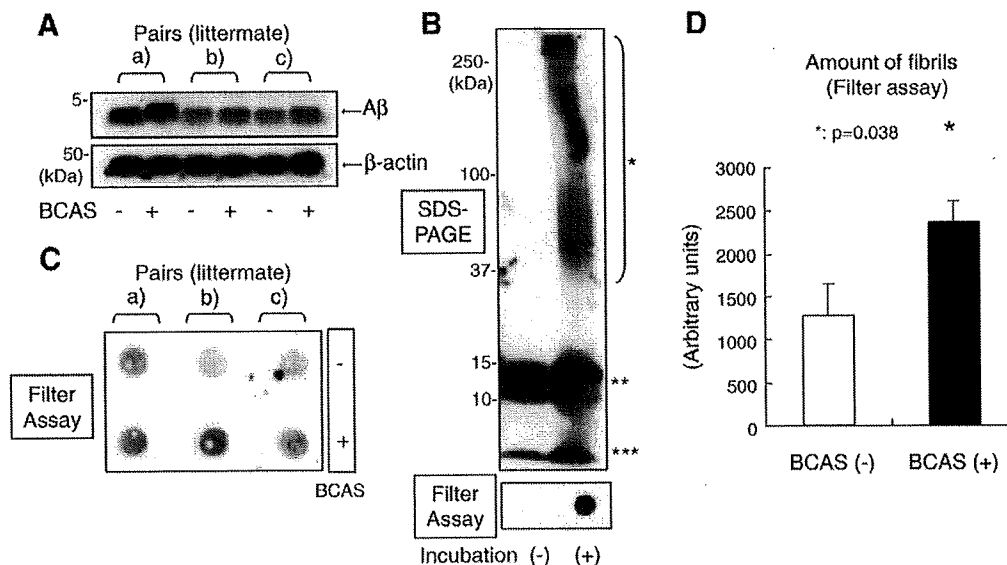 A
Pairs (littermate)
a) b) c)
5-
←Aβ
50-
(kDa)
←β-actin
BCAS - + - + - +
B
250-
(kDa)
*
100-
SDS-
PAGE
37-
15-
**
10-
***
Filter
Assay
Incubation (-) (+)
C
Pairs (littermate)
a) b) c)
Filter
Assay
-
+
BCAS
D
Amount of fibrils
(Filter assay)
*: p=0.038
*
(Arbitrary units)
3000
2500
2000
1500
1000
500
0
BCAS (-) BCAS (+)